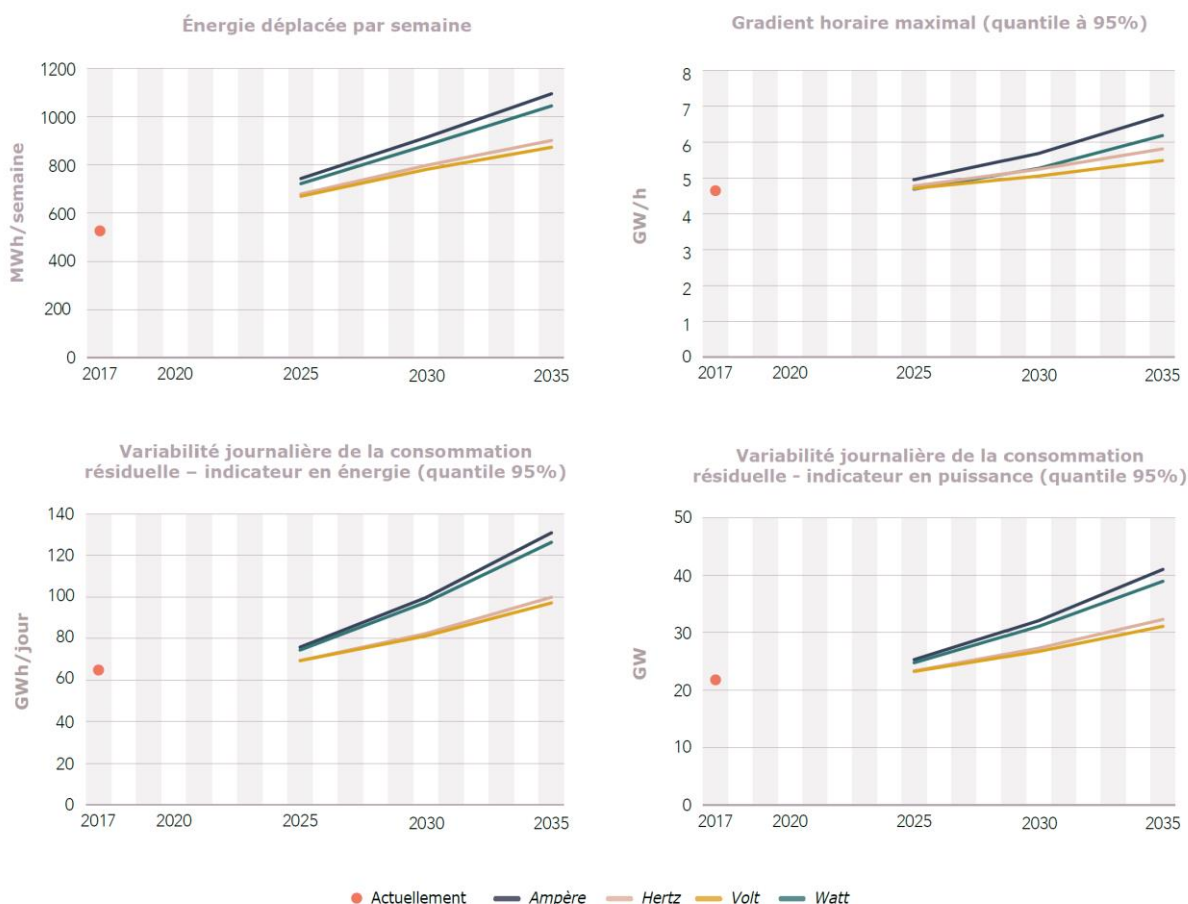 Énergie déplacée par semaine
1200
1000
800
600
400
200
0
MWh/semaine
2017 2020 2025 2030 2035
Gradient horaire maximal (quantile à 95%)
8
7
6
5
4
3
2
1
0
GW/h
2017 2020 2025 2030 2035
Variabilité journalière de la consommation
résiduelle – indicateur en énergie (quantile 95%)
140
120
100
80
60
40
20
0
GWh/jour
2017 2020 2025 2030 2035
Variabilité journalière de la consommation
résiduelle - indicateur en puissance (quantile 95%)
50
40
30
20
10
0
GW
2017 2020 2025 2030 2035
Actuellement Ampère Hertz Volt Watt